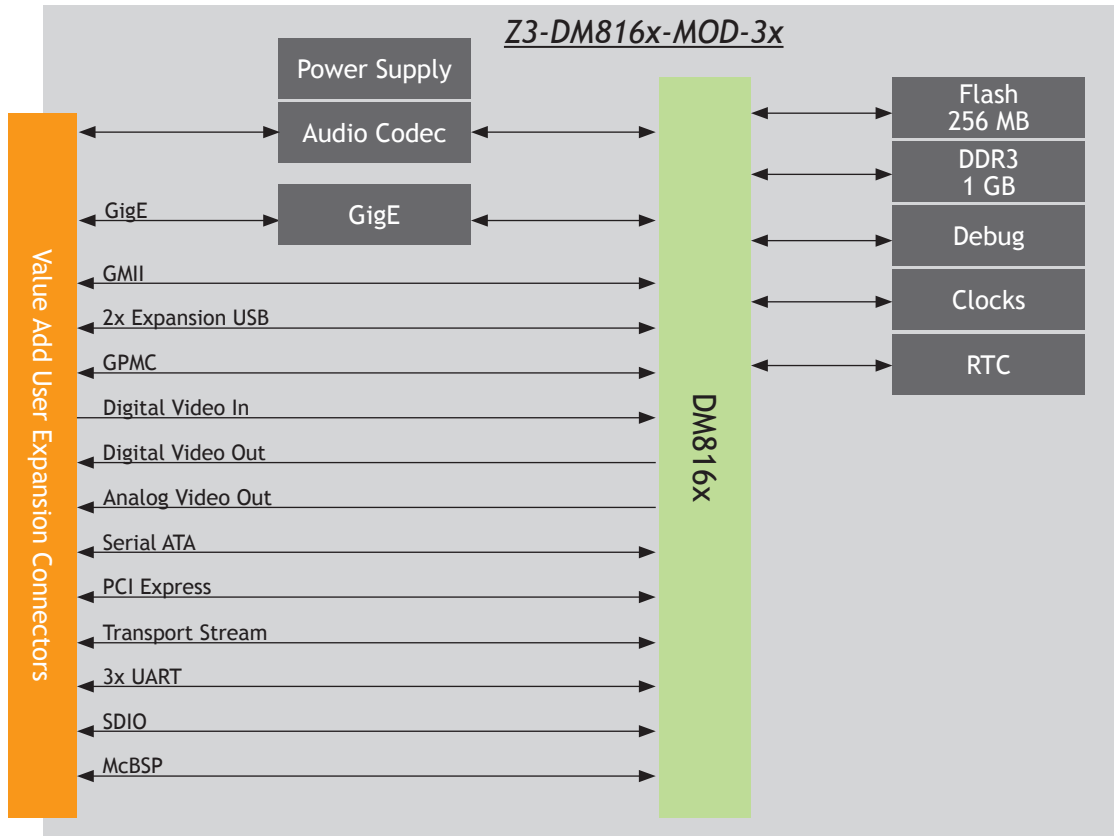 Z3-DM816x-MOD-3x
Power Supply
Audio Codec
GigE
GigE
GMII
2x Expansion USB
GPMC
Digital Video In
Digital Video Out
Analog Video Out
Serial ATA
PCI Express
Transport Stream
3x UART
SDIO
McBSP
Value Add User Expansion Connectors
DM816x
Flash
256 MB
DDR3
1 GB
Debug
Clocks
RTC